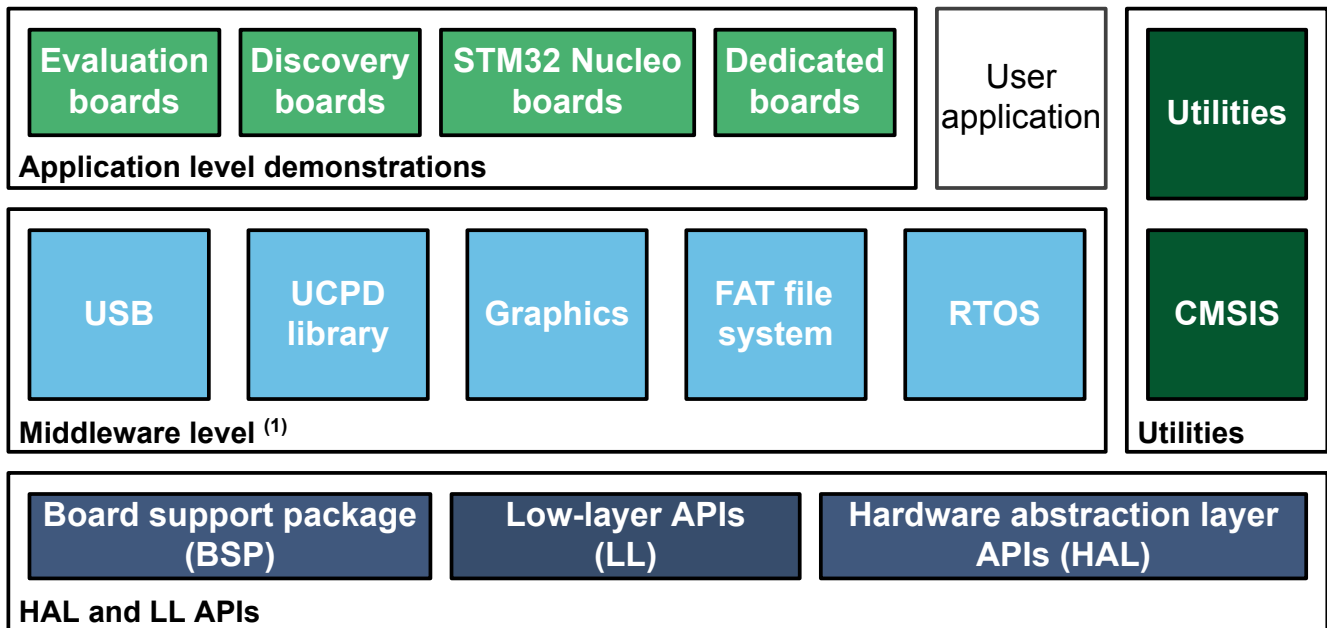 Evaluation
boards
Discovery
boards
STM32 Nucleo
boards
Dedicated
boards
Application level demonstrations
User
application
Utilities
USB
UCPD
library
Graphics
FAT file
system
RTOS
Middleware level (1)
CMSIS
Utilities
Board support package
(BSP)
Low-layer APIs
(LL)
Hardware abstraction layer
APIs (HAL)
HAL and LL APIs